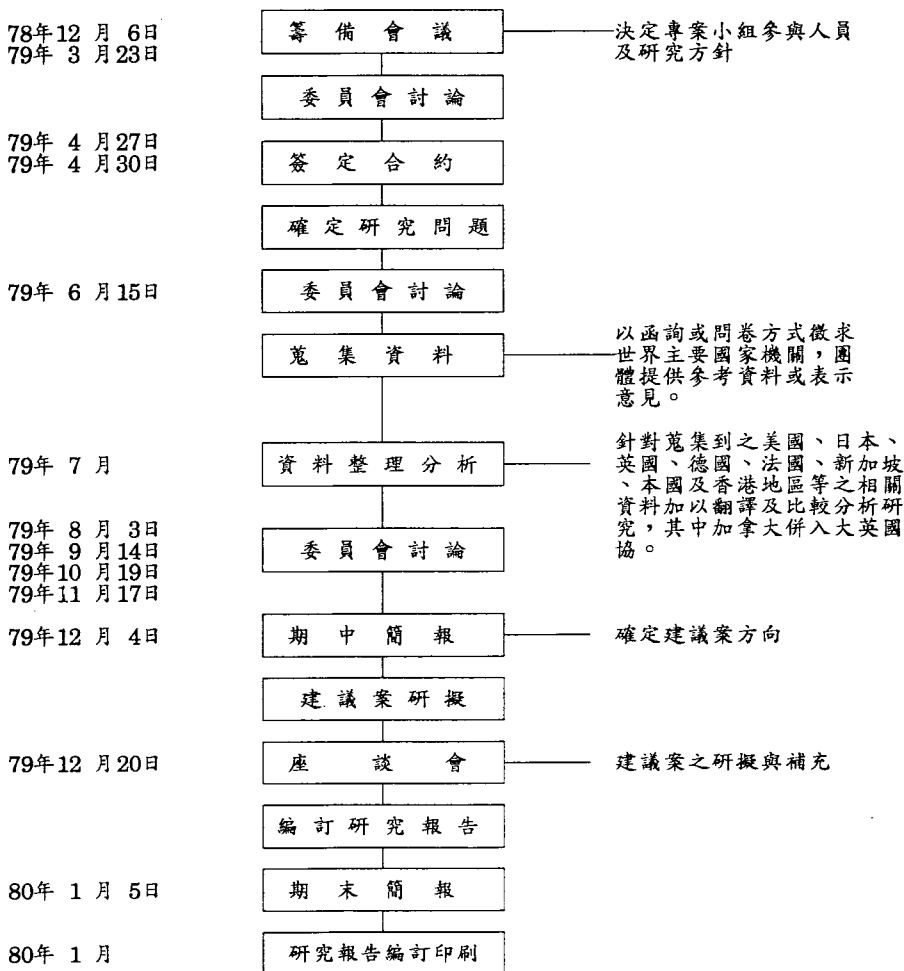 78年12月 6日
79年 3 月23日
籌備會議
決定專案小組參與人員
及研究方針
委員會討論
79年 4 月27日
79年 4 月30日
簽定合約
確定研究問題
79年 6 月15日
委員會討論
蒐集資料
以函詢或問卷方式徵求
世界主要國家機關，團
體提供參考資料或表示
意見。
79年 7 月
資料整理分析
針對蒐集到之美國、日本、
英國、德國、法國、新加坡
、本國及香港地區等之相關
資料加以翻譯及比較分析研
究，其中加拿大併入大英國
協。
79年 8 月 3日
79年 9 月14日
79年10 月19日
79年11 月17日
委員會討論
79年12 月 4日
期中簡報
確定建議案方向
建議案研擬
79年12 月20日
座談會
建議案之研擬與補充
編訂研究報告
80年 1 月 5日
期末簡報
80年 1 月
研究報告編訂印刷